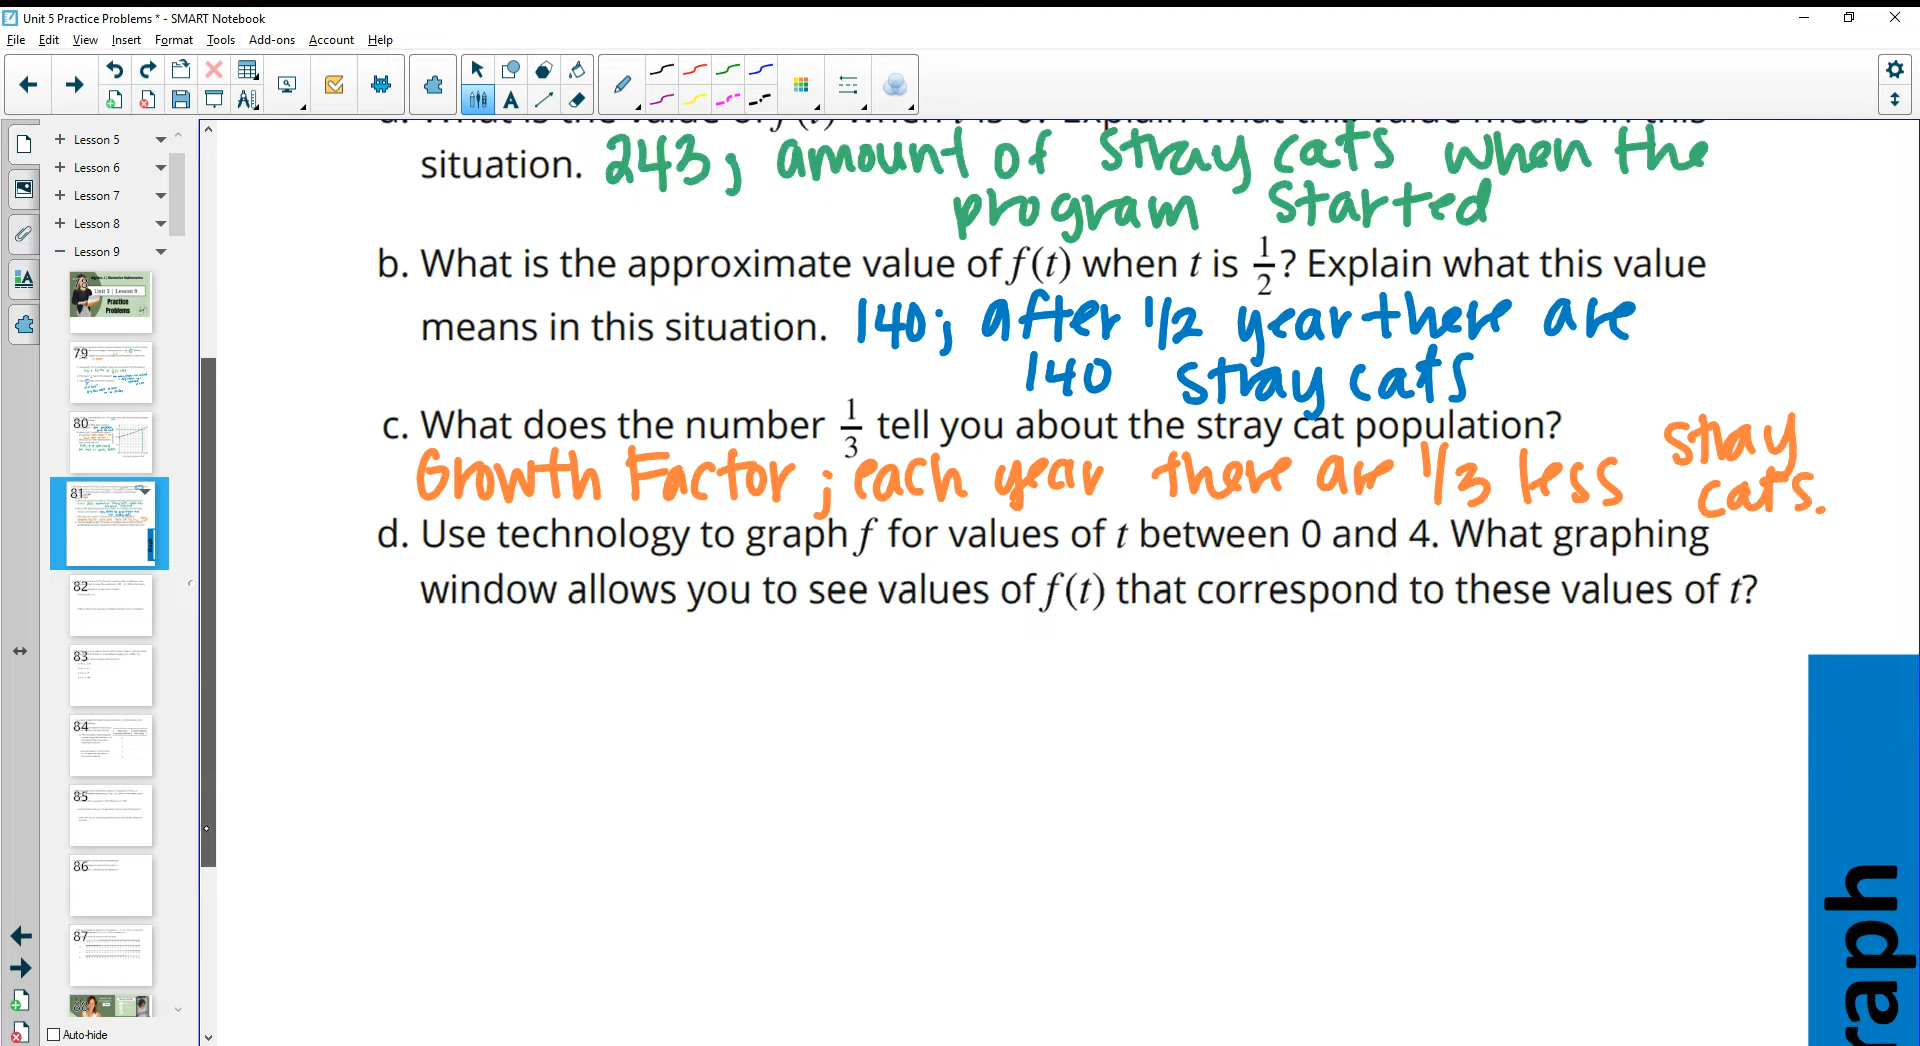 Unit 5 Practice Problems * - SMART Notebook
File Edit View Insert Format Tools Add-ons Account Help
Lesson 5
Lesson 6
Lesson 7
Lesson 8
Lesson 9
Unit 5 | Lesson 9
Practice
Problems
79
80
81
82
83
84
85
86
87
Auto-hide
situation. 243; amount of stray cats when the
program started
b. What is the approximate value of f(t) when t is 1/2? Explain what this value
means in this situation. 140; after 1/2 year there are
140 stray cats
c. What does the number 1/3 tell you about the stray cat population?
Growth Factor; each year there are 1/3 less stray
cats.
d. Use technology to graph f for values of t between 0 and 4. What graphing
window allows you to see values of f(t) that correspond to these values of t?
raph